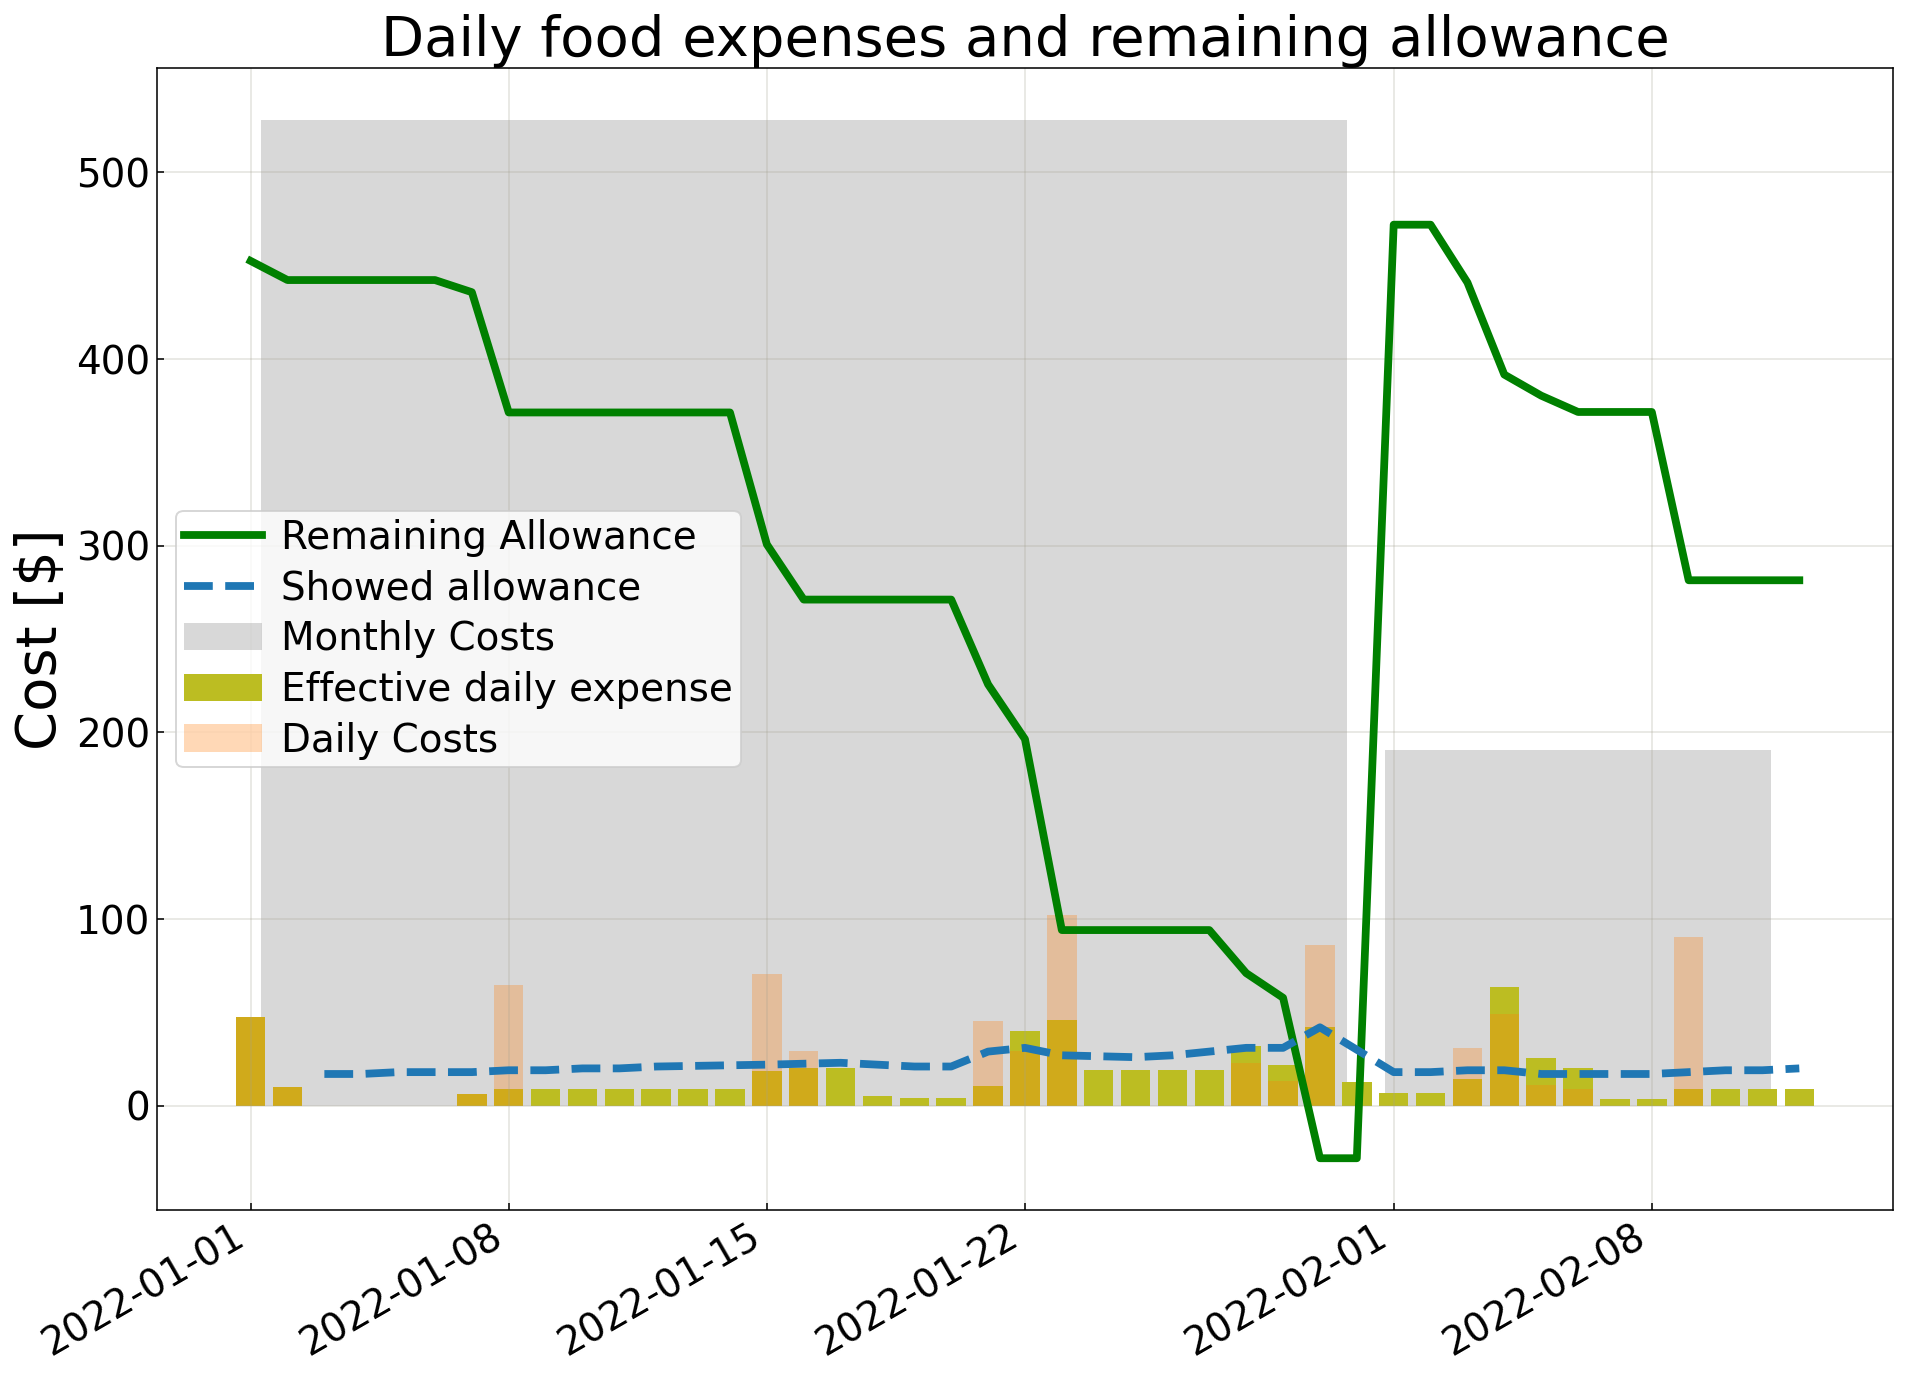 Daily food expenses and remaining allowance
Cost [$]
500
400
300
200
100
0
Remaining Allowance
Showed allowance
Monthly Costs
Effective daily expense
Daily Costs
2022-01-01
2022-01-08
2022-01-15
2022-01-22
2022-02-01
2022-02-08